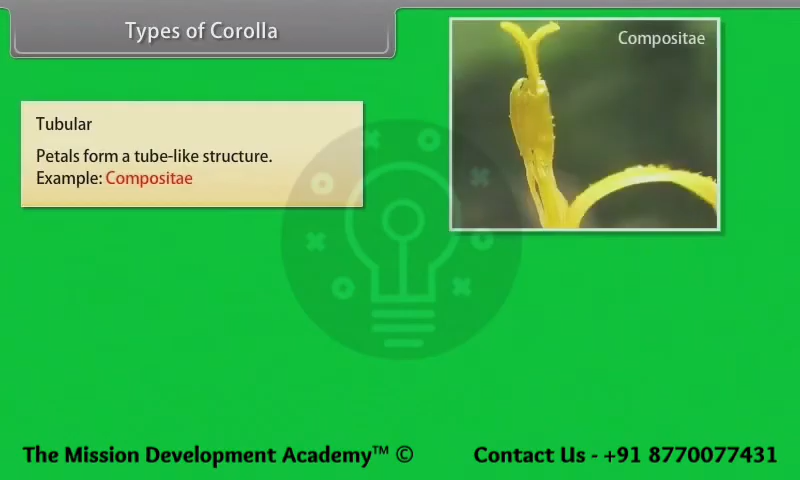 Types of Corolla
Compositae
Tubular
Petals form a tube-like structure.
Example: Compositae
The Mission Development Academy™ ©
Contact Us - +91 8770077431